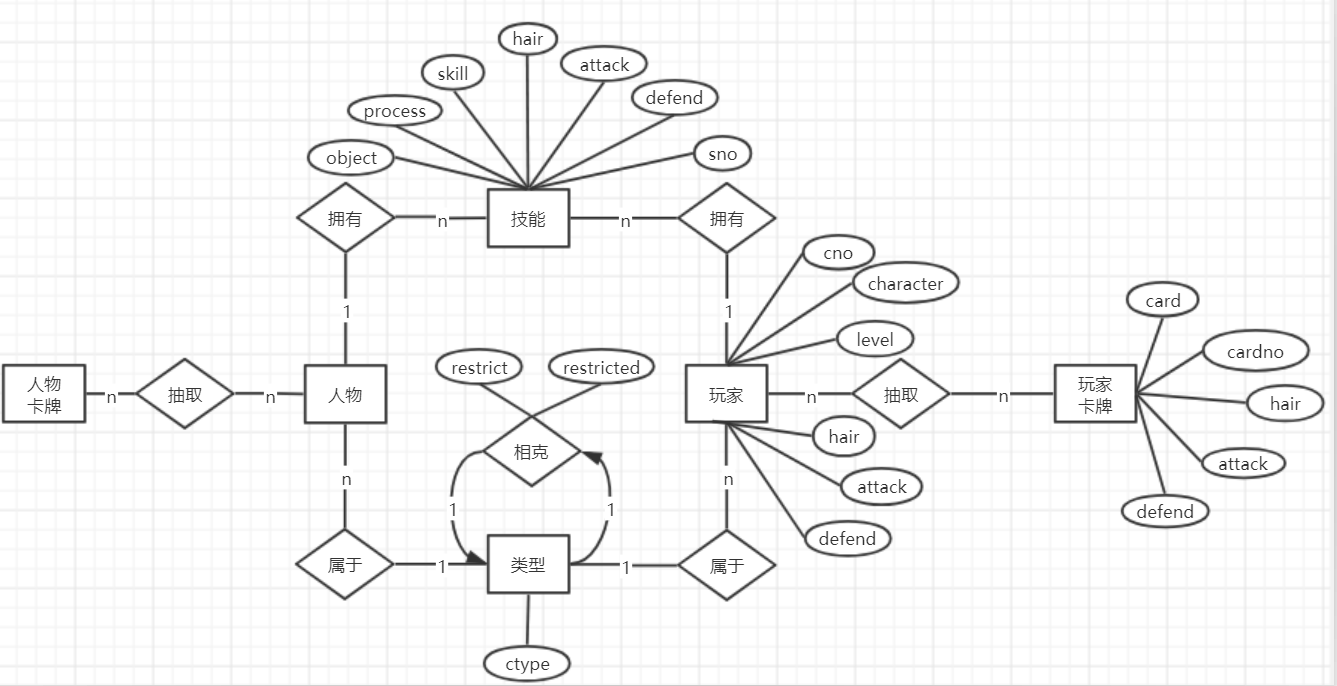 hair
attack
skill
defend
process
sno
object
拥有
n
技能
n
拥有
cno
character
card
1
1
level
cardno
restrict
restricted
人物
卡牌
n
抽取
n
人物
玩家
n
抽取
n
玩家
卡牌
hair
hair
相克
attack
n
n
attack
1
1
defend
defend
属于
1
类型
1
属于
ctype